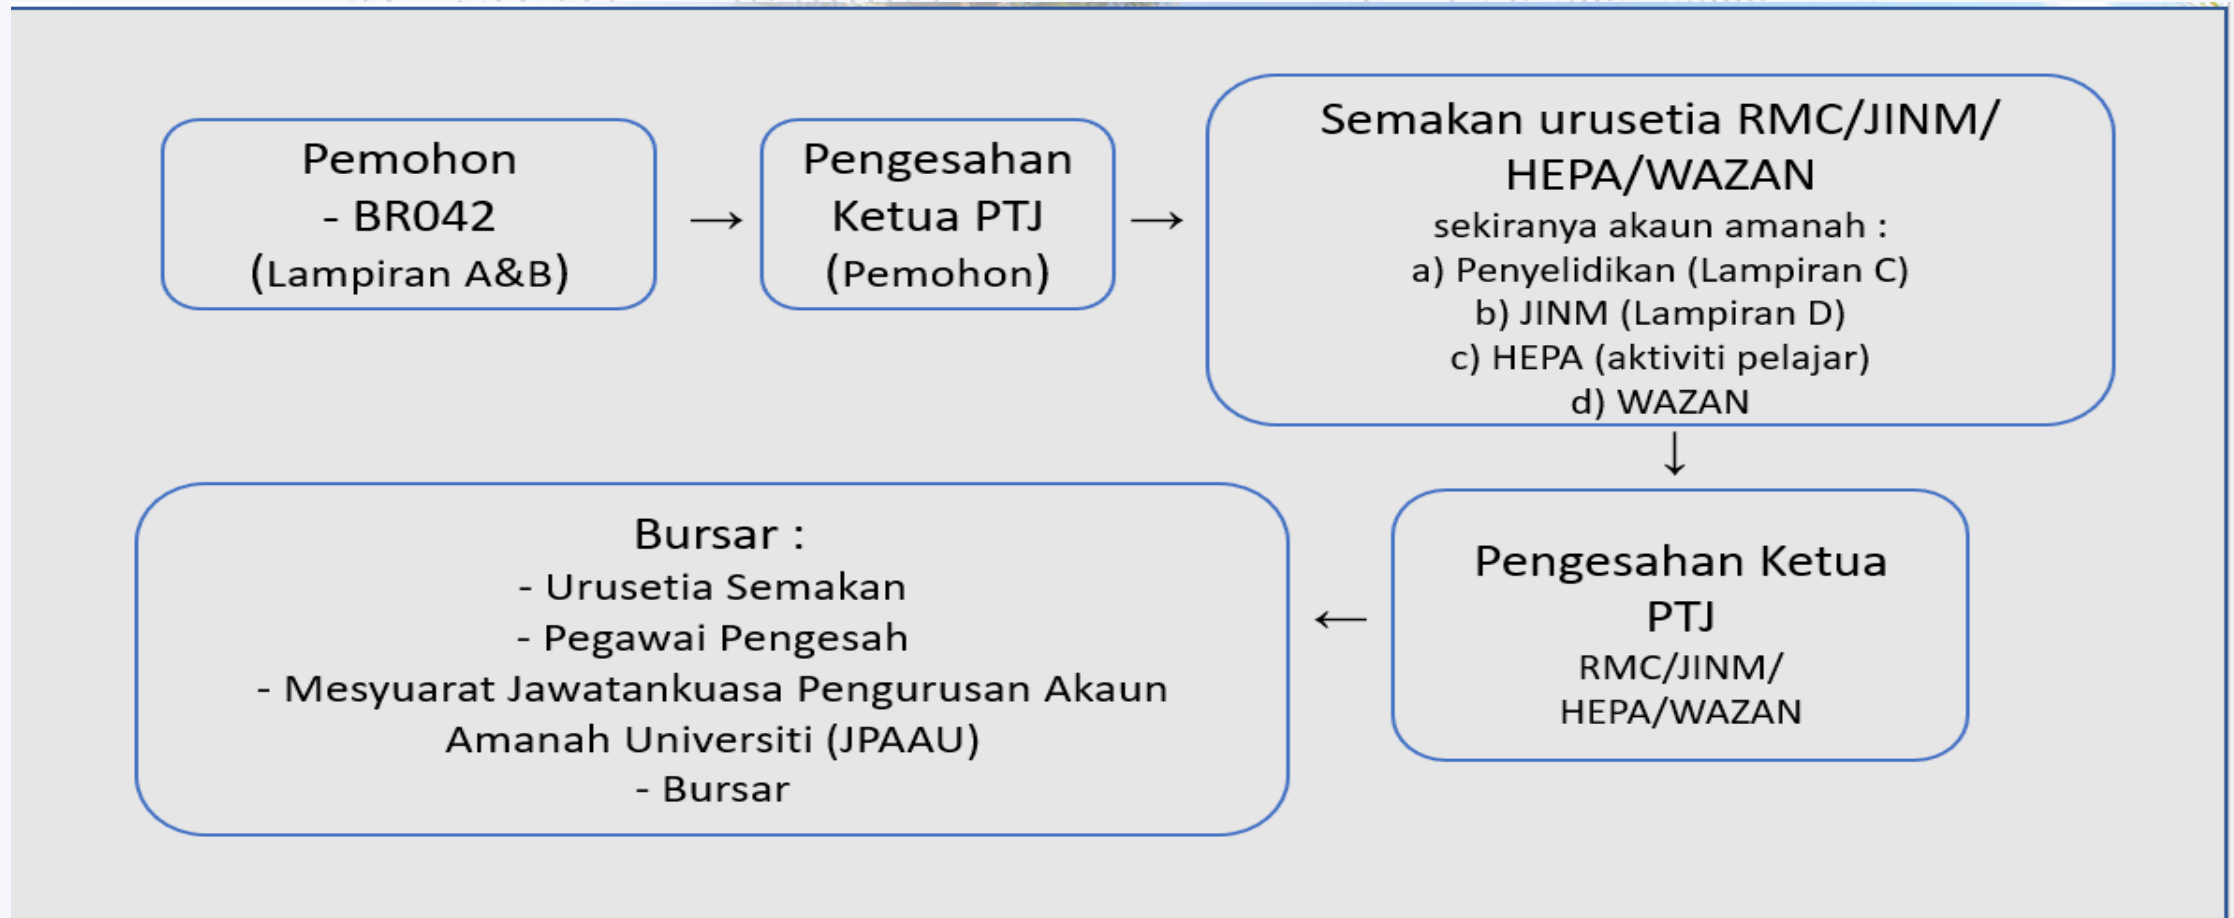 Pemohon
- BR042
(Lampiran A&B)
→
Pengesahan
Ketua PTJ
(Pemohon)
→
Semakan urusetia RMC/JINM/
HEPA/WAZAN
sekiranya akaun amanah :
a) Penyelidikan (Lampiran C)
b) JINM (Lampiran D)
c) HEPA (aktiviti pelajar)
d) WAZAN
↓
Pengesahan Ketua
PTJ
RMC/JINM/
HEPA/WAZAN
←
Bursar :
- Urusetia Semakan
- Pegawai Pengesah
- Mesyuarat Jawatankuasa Pengurusan Akaun
Amanah Universiti (JPAAU)
- Bursar